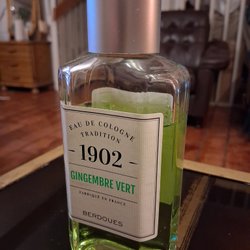 EAU DE COLOGNE
TRADITION
- 1902 -
GINGEMBRE VERT
FABRIQUÉ EN FRANCE
BERDOUES